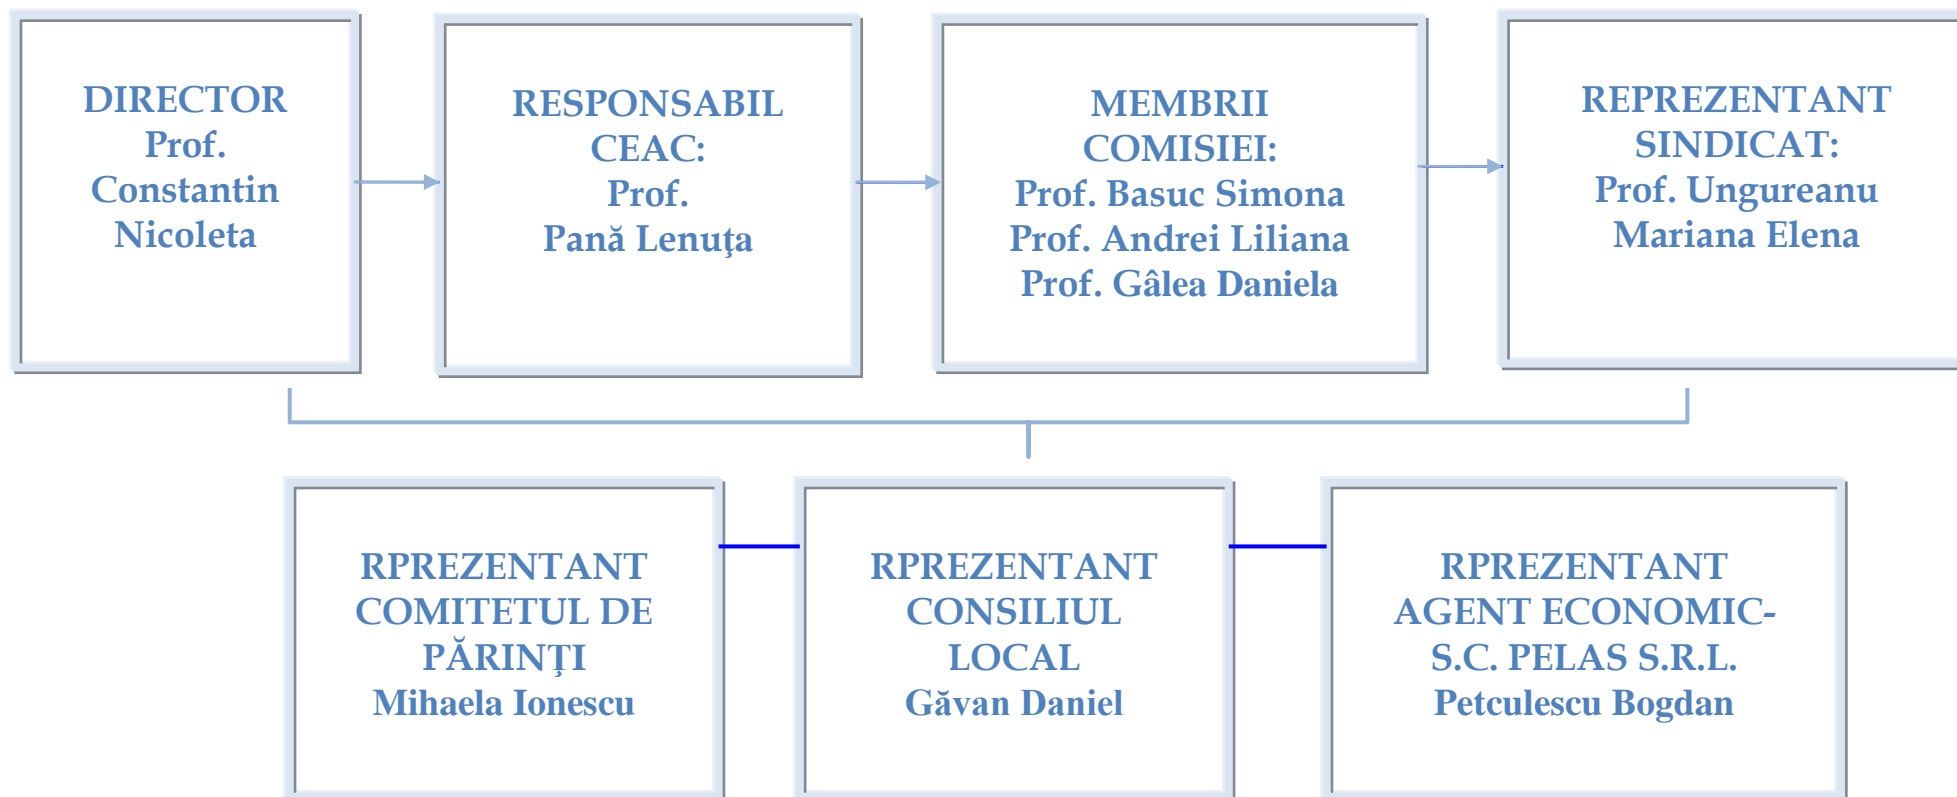 DIRECTOR
Prof.
Constantin
Nicoleta
RESPONSABIL
CEAC:
Prof.
Pană Lenuţa
MEMBRII
COMISIEI:
Prof. Basuc Simona
Prof. Andrei Liliana
Prof. Gâlea Daniela
REPREZENTANT
SINDICAT:
Prof. Ungureanu
Mariana Elena
RPREZENTANT
COMITETUL DE
PĂRINŢI
Mihaela Ionescu
RPREZENTANT
CONSILIUL
LOCAL
Găvan Daniel
RPREZENTANT
AGENT ECONOMIC-
S.C. PELAS S.R.L.
Petculescu Bogdan